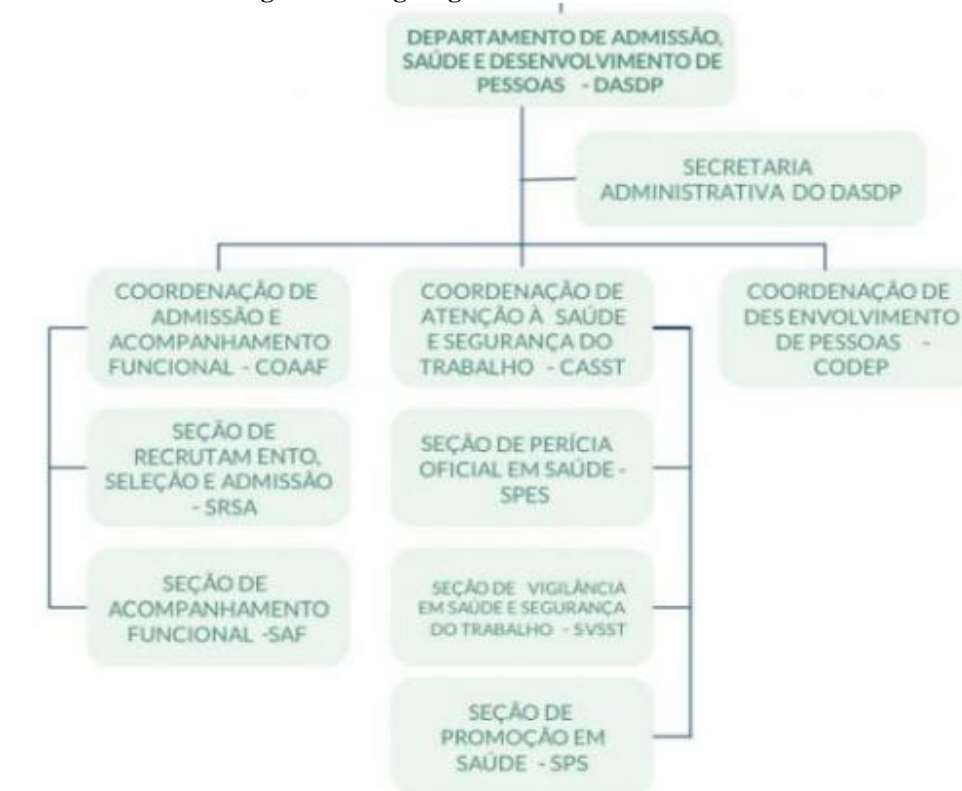 DEPARTAMENTO DE ADMISSÃO,
SAÚDE E DESENVOLVIMENTO DE
PESSOAS - DASDP
SECRETARIA
ADMINISTRATIVA DO DASDP
COORDENAÇÃO DE
ADMISSÃO E
ACOMPANHAMENTO
FUNCIONAL - COAAF
COORDENAÇÃO DE
ATENÇÃO À SAÚDE
E SEGURANÇA DO
TRABALHO - CASST
COORDENAÇÃO DE
DES ENVOLVIMENTO
DE PESSOAS -
CODEP
SEÇÃO DE
RECRUTAM ENTO,
SELEÇÃO E ADMISSÃO
- SRSA
SEÇÃO DE PERÍCIA
OFICIAL EM SAÚDE -
SPES
SEÇÃO DE
ACOMPANHAMENTO
FUNCIONAL -SAF
SEÇÃO DE VIGILÂNCIA
EM SAÚDE E SEGURANÇA
DO TRABALHO - SVSST
SEÇÃO DE
PROMOÇÃO EM
SAÚDE - SPS